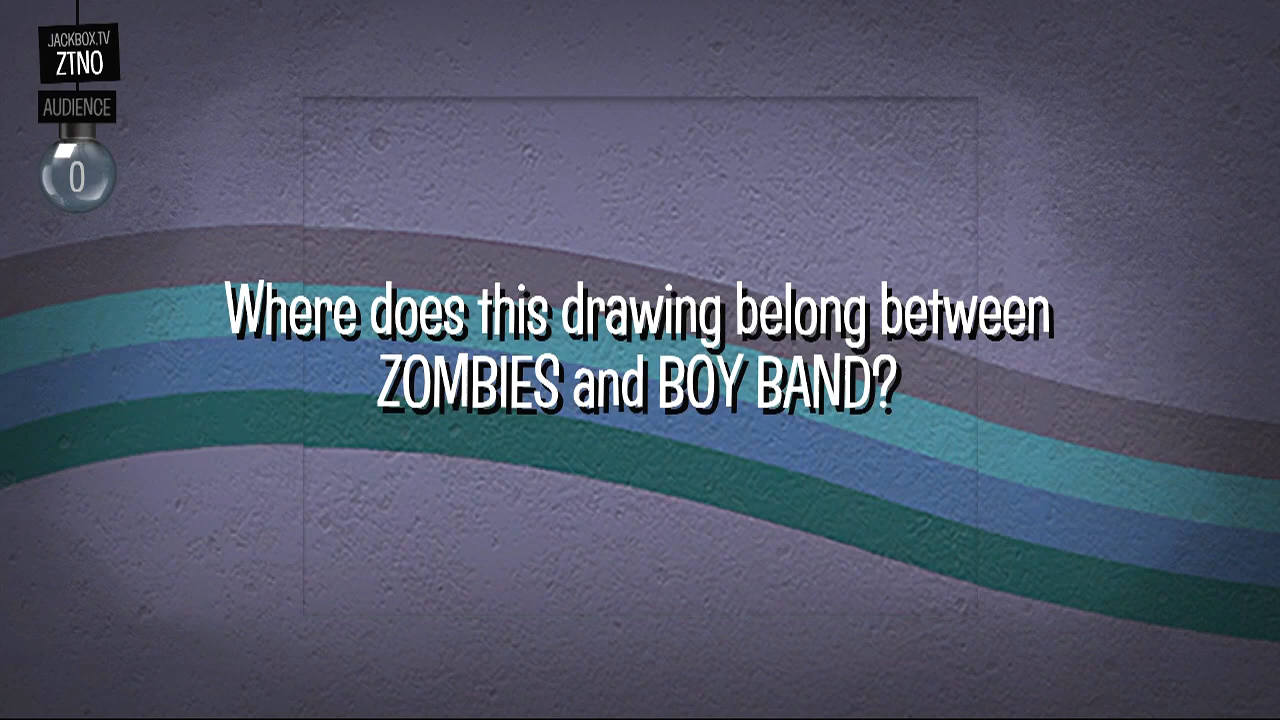 JACKBOX.TV
ZTNO
AUDIENCE
0
Where does this drawing belong between
ZOMBIES and BOY BAND?